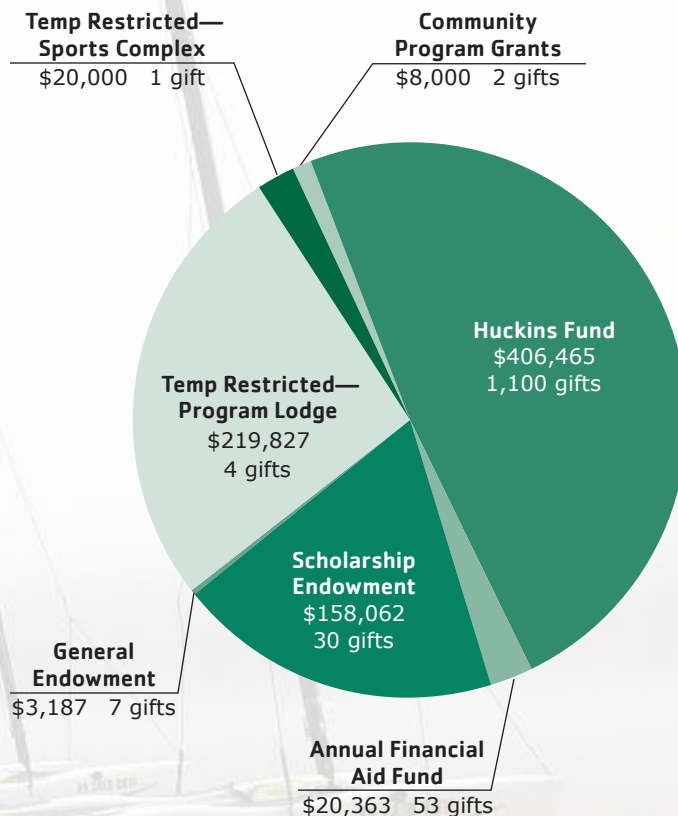 Temp Restricted—
Sports Complex
$20,000 1 gift
Community
Program Grants
$8,000 2 gifts
Huckins Fund
$406,465
1,100 gifts
Temp Restricted—
Program Lodge
$219,827
4 gifts
Scholarship
Endowment
$158,062
30 gifts
General
Endowment
$3,187 7 gifts
Annual Financial
Aid Fund
$20,363 53 gifts